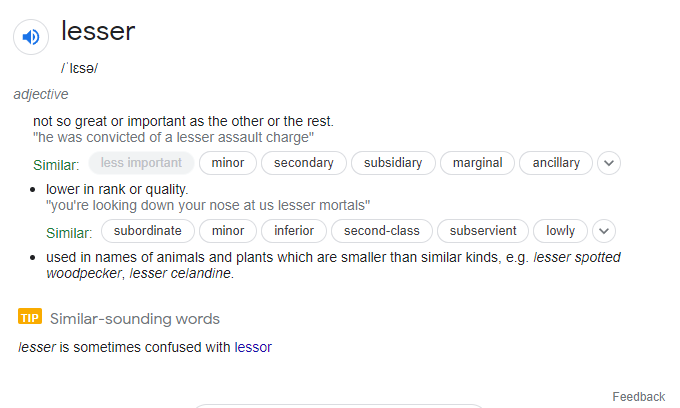 lesser
/ˈlɛsə/
adjective
not so great or important as the other or the rest.
"he was convicted of a lesser assault charge"
Similar: less important minor secondary subsidiary marginal ancillary
• lower in rank or quality.
"you're looking down your nose at us lesser mortals"
Similar: subordinate minor inferior second-class subservient lowly
• used in names of animals and plants which are smaller than similar kinds, e.g. lesser spotted
woodpecker, lesser celandine.
TIP Similar-sounding words
lesser is sometimes confused with lessor
Feedback